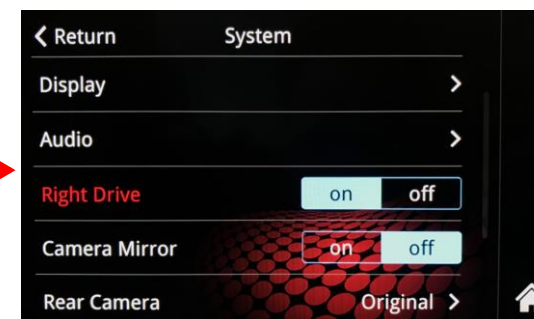 Return System
Display
Audio
Right Drive on off
Camera Mirror on off
Rear Camera Original